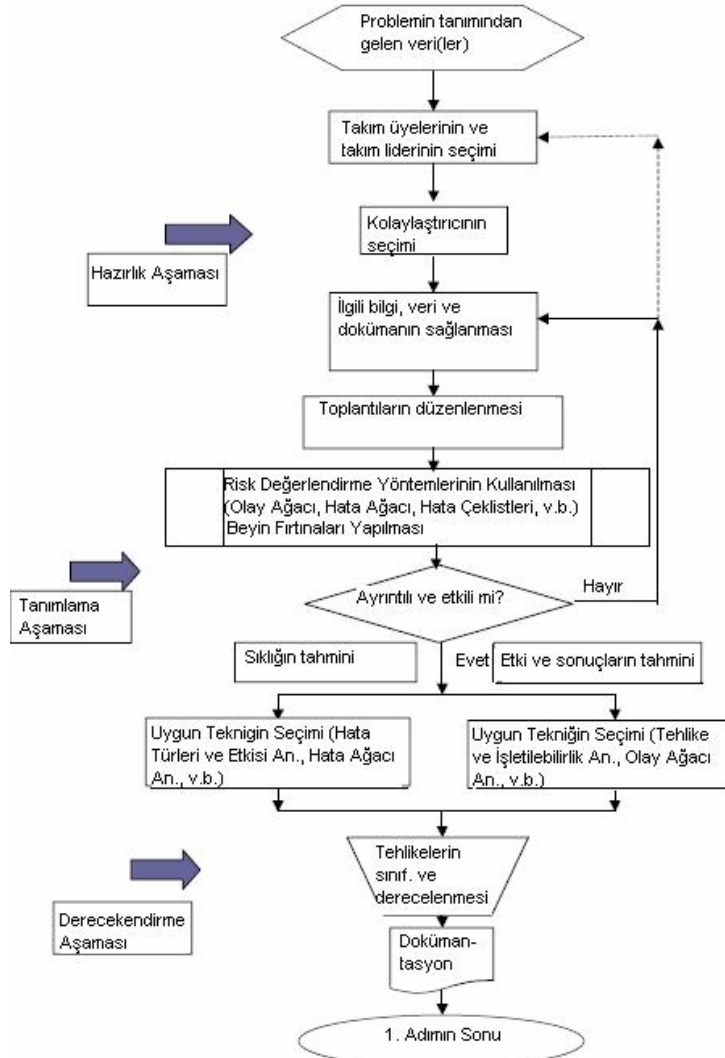 Problemin tanımından
gelen veri(ler)
Takım üyelerinin ve
takım liderinin seçimi
Kolaylaştırıcının
seçimi
Hazırlık Aşaması
İlgili bilgi, veri ve
dokümanın sağlanması
Toplantıların düzenlenmesi
Risk Değerlendirme Yöntemlerinin Kullanılması
(Olay Ağacı, Hata Ağacı, Hata Çeklistleri, v.b.)
Beyin Fırtınaları Yapılması
Tanımlama
Aşaması
Ayrıntılı ve etkili mi?
Hayır
Sıklığın tahmini
Evet
Etki ve sonuçların tahmini
Uygun Teknigin Seçimi (Hata
Türleri ve Etkisi An., Hata Ağacı
An., v.b.)
Uygun Tekniğin Seçimi (Tehlike
ve İşletilebilirlik An., Olay Ağacı
An., v.b.)
Tehlikelerin
sınıf. ve
derecelenmesi
Derecekendirme
Aşaması
Doküman-
tasyon
1. Adımın Sonu